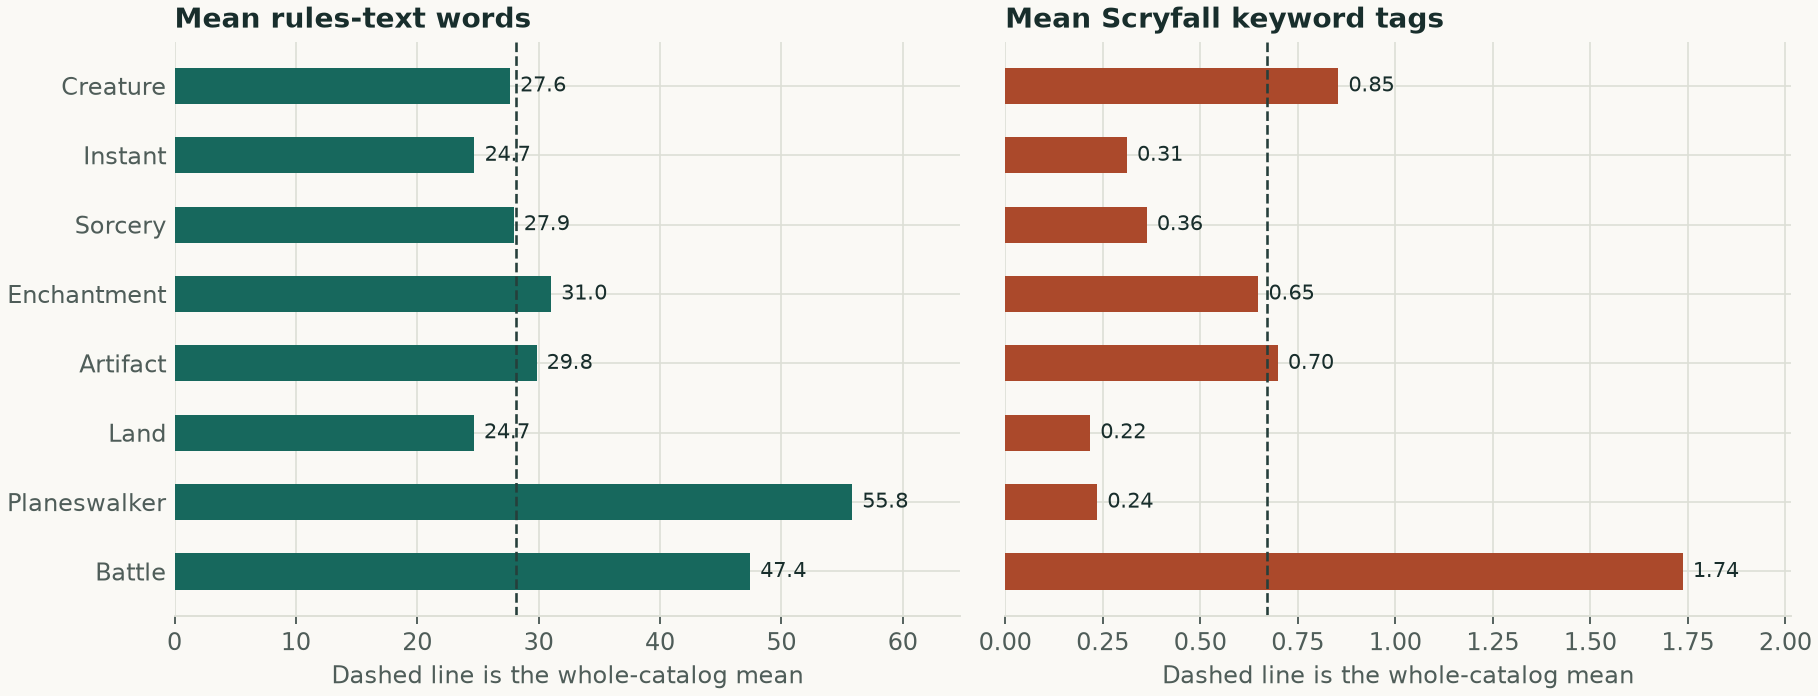 Mean rules-text words
Creature 27.6
Instant 24.7
Sorcery 27.9
Enchantment 31.0
Artifact 29.8
Land 24.7
Planeswalker 55.8
Battle 47.4
0 10 20 30 40 50 60
Dashed line is the whole-catalog mean
Mean Scryfall keyword tags
0.85
0.31
0.36
0.65
0.70
0.22
0.24
1.74
0.00 0.25 0.50 0.75 1.00 1.25 1.50 1.75 2.00
Dashed line is the whole-catalog mean